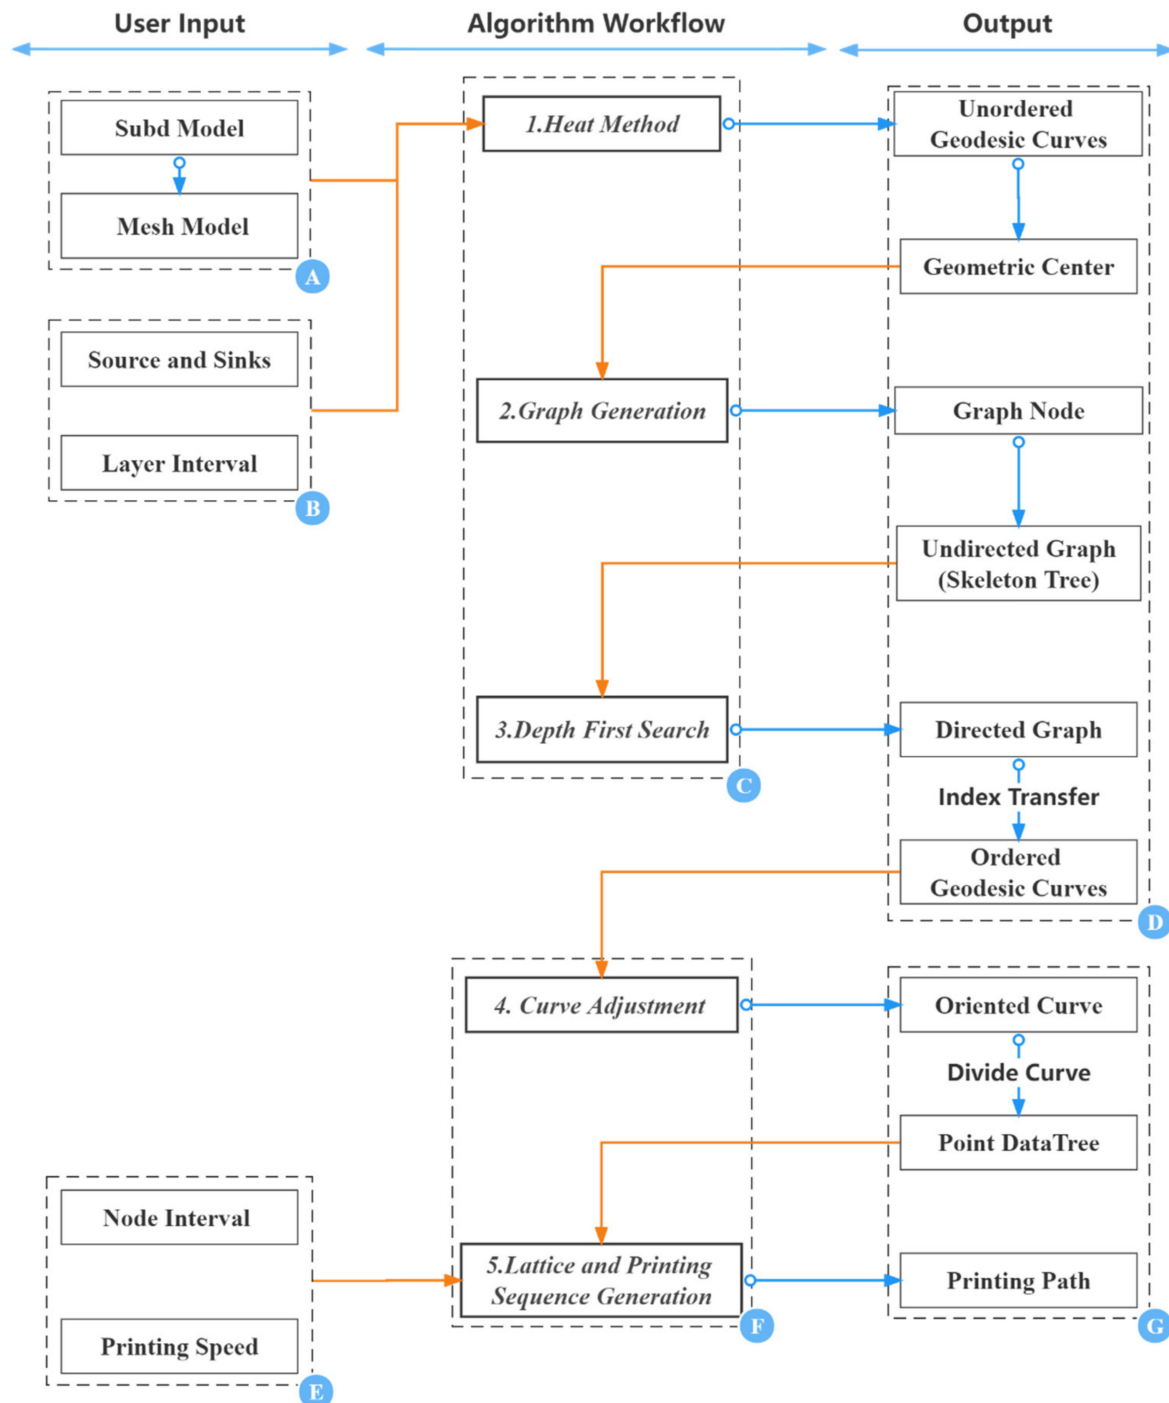 User Input
Algorithm Workflow
Output
Subd Model
Mesh Model
A
Source and Sinks
Layer Interval
B
1.Heat Method
2.Graph Generation
3.Depth First Search
C
Unordered
Geodesic Curves
Geometric Center
Graph Node
Undirected Graph
(Skeleton Tree)
Directed Graph
Index Transfer
Ordered
Geodesic Curves
D
Node Interval
Printing Speed
E
4. Curve Adjustment
5.Lattice and Printing
Sequence Generation
F
Oriented Curve
Divide Curve
Point DataTree
Printing Path
G